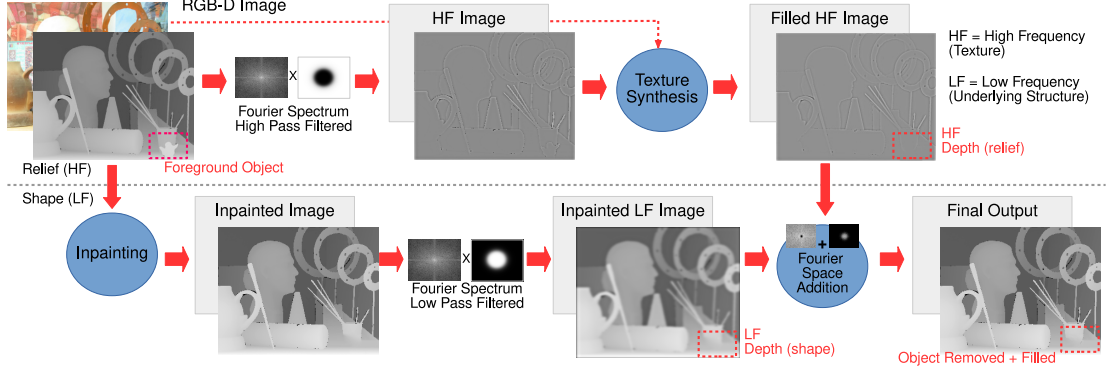 RGB-D Image
HF Image
Filled HF Image
HF = High Frequency
(Texture)
LF = Low Frequency
(Underlying Structure)
X
Fourier Spectrum
High Pass Filtered
Texture
Synthesis
HF
Depth (relief)
Relief (HF)
Foreground Object
Shape (LF)
Inpainting
Inpainted Image
Inpainted LF Image
Final Output
X
Fourier Spectrum
Low Pass Filtered
+
Fourier
Space
Addition
LF
Depth (shape)
Object Removed + Filled